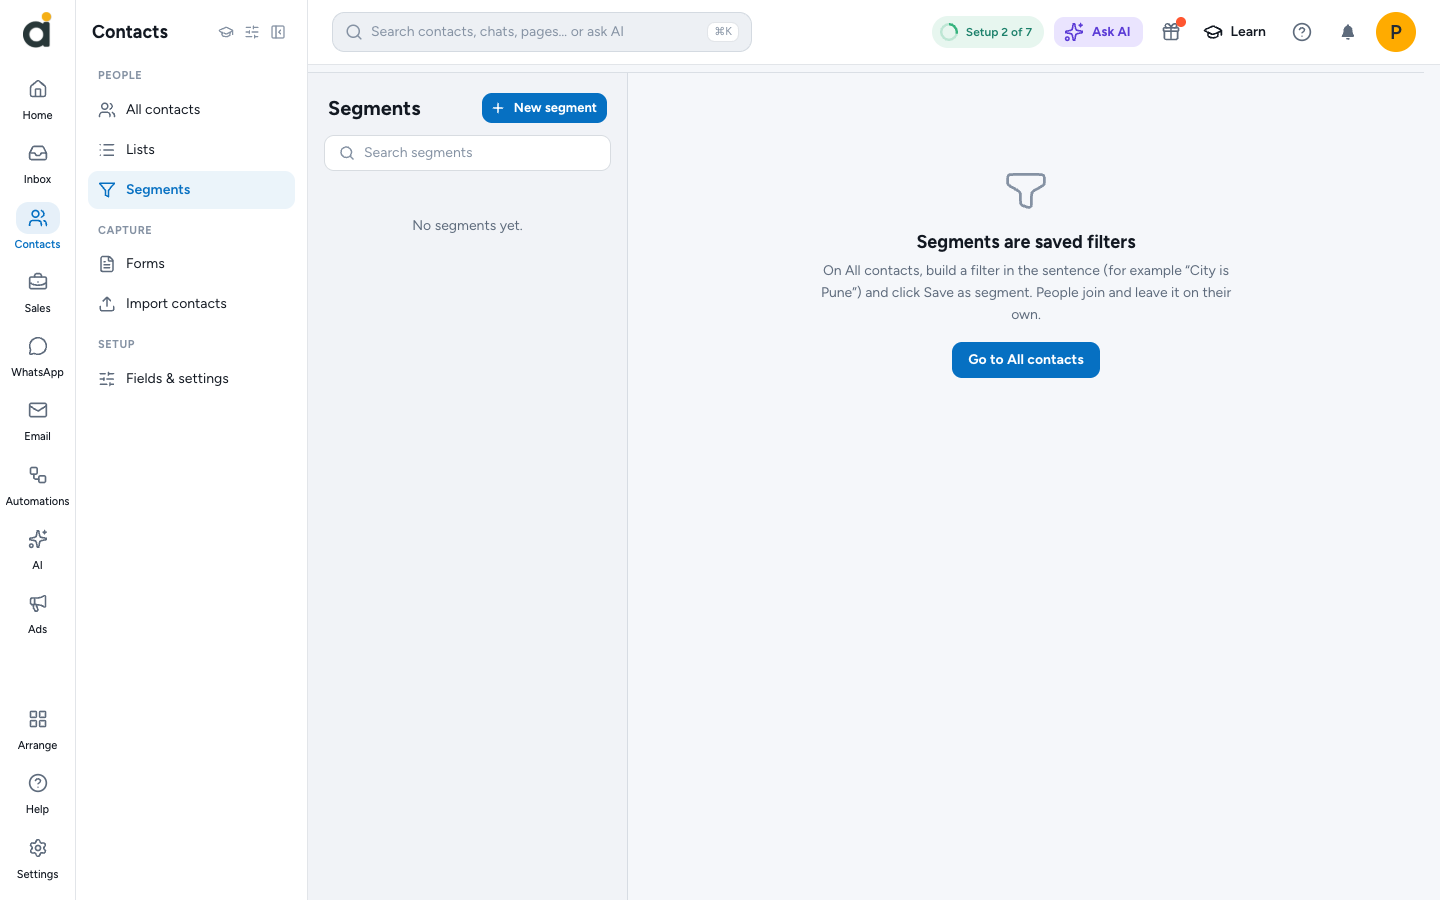 Home
Inbox
Contacts
Sales
WhatsApp
Email
Automations
AI
Ads
Arrange
Help
Settings
Contacts
PEOPLE
All contacts
Lists
Segments
CAPTURE
Forms
Import contacts
SETUP
Fields & settings
Search contacts, chats, pages... or ask AI
⌘K
Setup 2 of 7
Ask AI
Learn
P
Segments
New segment
Search segments
No segments yet.
Segments are saved filters
On All contacts, build a filter in the sentence (for example “City is
Pune”) and click Save as segment. People join and leave it on their
own.
Go to All contacts